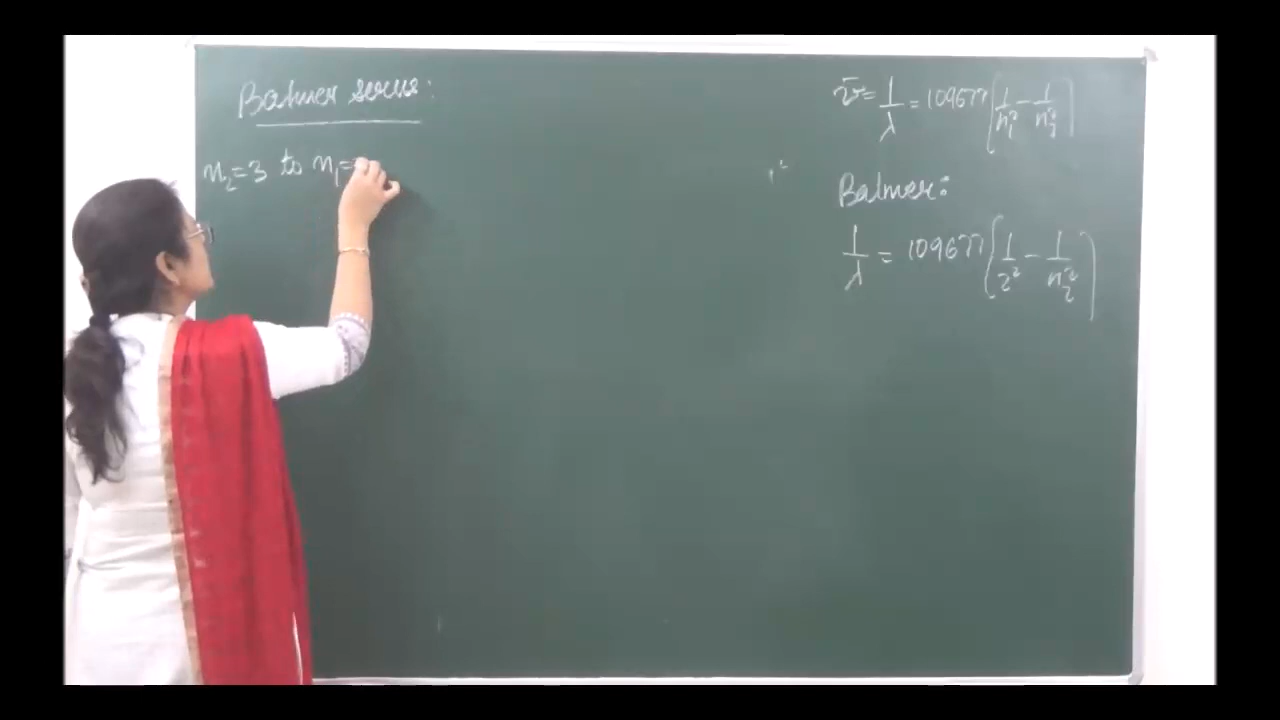 Balmer series:
n₂=3 to n₁=
ν̄ = 1/λ = 109677 [1/n₁² - 1/n₂²]
Balmer:
1/λ = 109677 [1/2² - 1/n₂²]